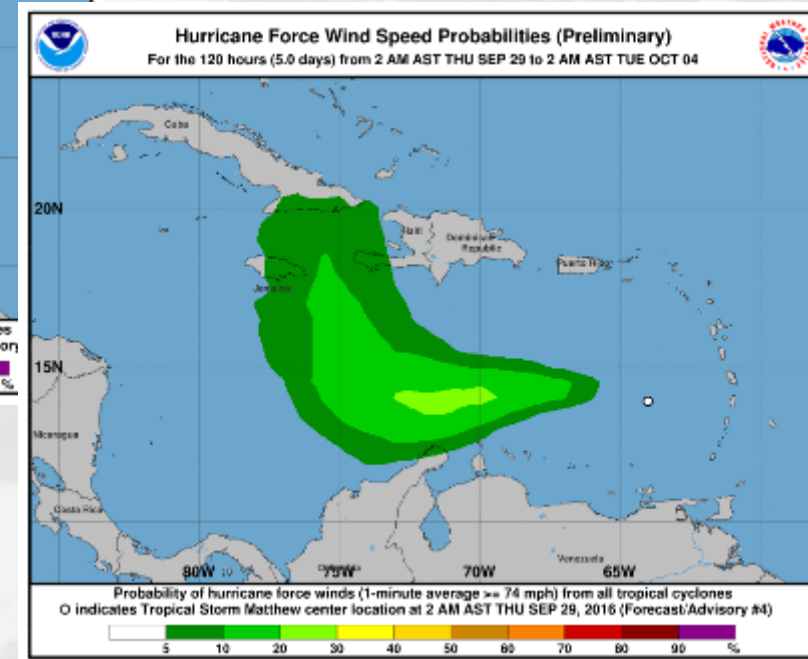 Hurricane Force Wind Speed Probabilities (Preliminary)
For the 120 hours (5.0 days) from 2 AM AST THU SEP 29 to 2 AM AST TUE OCT 04
Cuba
20N
Haiti
Dominican
Republic
Puerto Rico
Jamaica
15N
%
Nicaragua
Costa Rica
80W
75W
70W
65W
Venezuela
Probability of hurricane force winds (1-minute average >= 74 mph) from all tropical cyclones
O indicates Tropical Storm Matthew center location at 2 AM AST THU SEP 29, 2016 (Forecast/Advisory #4)
5 10 20 30 40 50 60 70 80 90 %